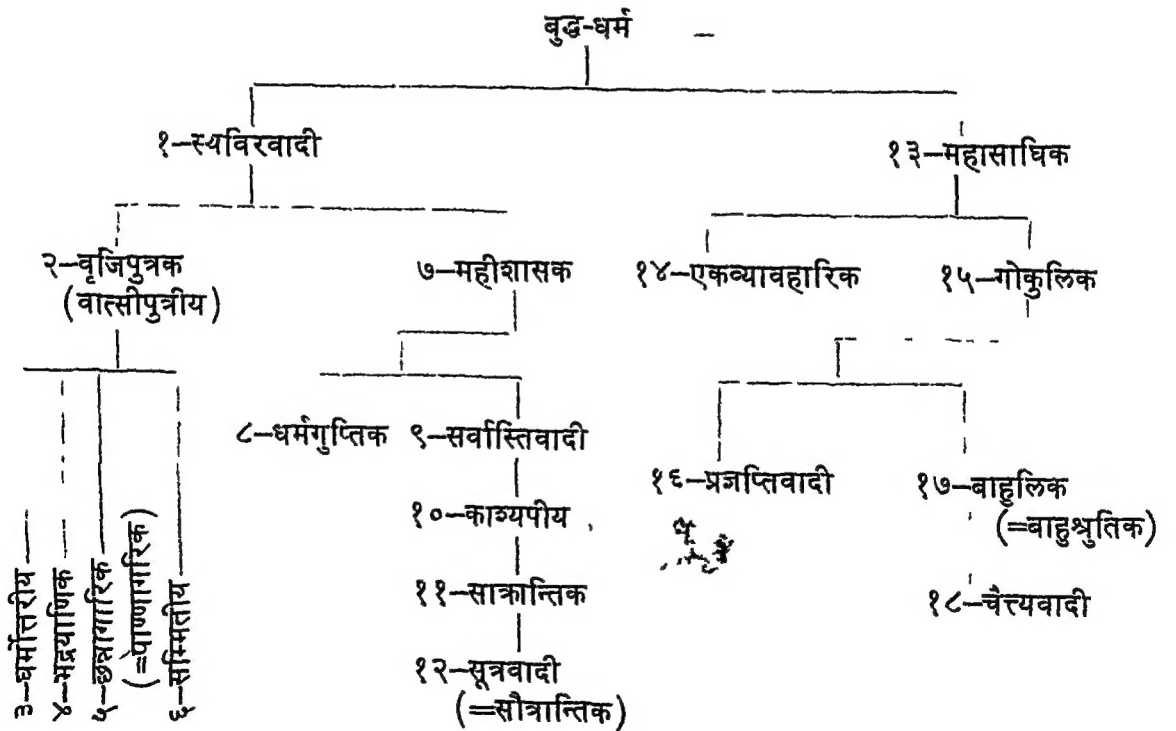 बुद्ध-धर्म
१-स्यविरवादी
१३-महासाघिक
२-वृजिपुत्रक
(वात्सीपुत्रीय)
७-महीशासक
१४-एकव्यावहारिक
१५-गोकुलिक
३-धर्मोत्तरीय
४-भद्रयाणिक
५-छन्नागारिक
(=पाण्णागरिक)
६-सम्मितीय
८-धर्मगुप्तिक
९-सर्वास्तिवादी
१०-काश्यपीय
११-साक्रान्तिक
१२-सूत्रवादी
(=सौत्रान्तिक)
१६-प्रज्ञप्तिवादी
१७-बाहुलिक
(=बाहुश्रुतिक)
१८-चैत्त्यवादी